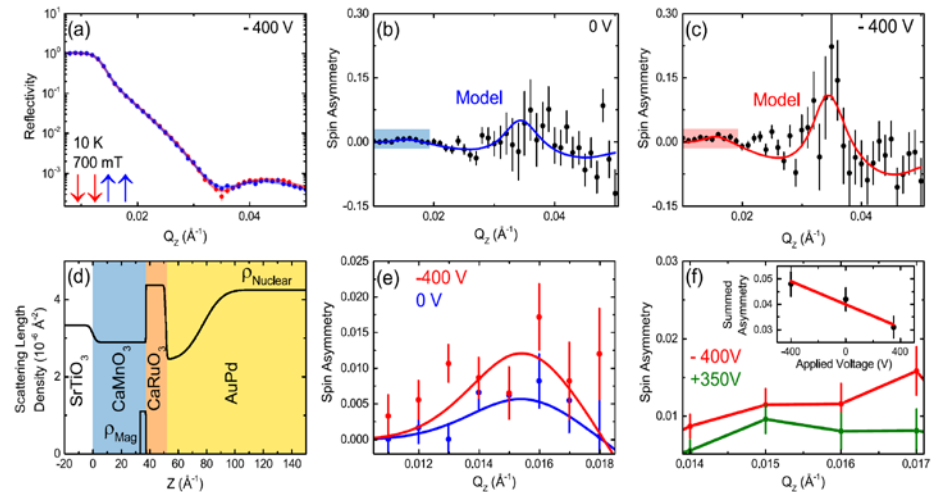 (a)
- 400 V
10⁰
10⁻¹
10⁻²
10⁻³
Reflectivity
10 K
700 mT
0.02
0.04
Q_Z (Å⁻¹)
(b)
0 V
0.30
0.15
0.00
-0.15
Spin Asymmetry
Model
0.02
0.04
Q_Z (Å⁻¹)
(c)
- 400 V
0.30
0.15
0.00
-0.15
Spin Asymmetry
Model
0.02
0.04
Q_Z (Å⁻¹)
(d)
ρ_Nuclear
4
2
0
Scattering Length
Density (10⁻⁶ Å⁻²)
SrTiO₃
CaMnO₃
CaRuO₃
AuPd
ρ_Mag
-20 0 20 40 60 80 100 120 140
Z (Å)
(e)
-400 V
0 V
0.025
0.020
0.015
0.010
0.005
0.000
Spin Asymmetry
0.012 0.014 0.016 0.018
Q_Z (Å⁻¹)
(f)
Summed
Asymmetry
0.05
0.04
0.03
-400 -200 0 200 400
Applied Voltage (V)
- 400V
+350V
0.02
0.01
Spin Asymmetry
0.014 0.015 0.016 0.017
Q_Z (Å⁻¹)